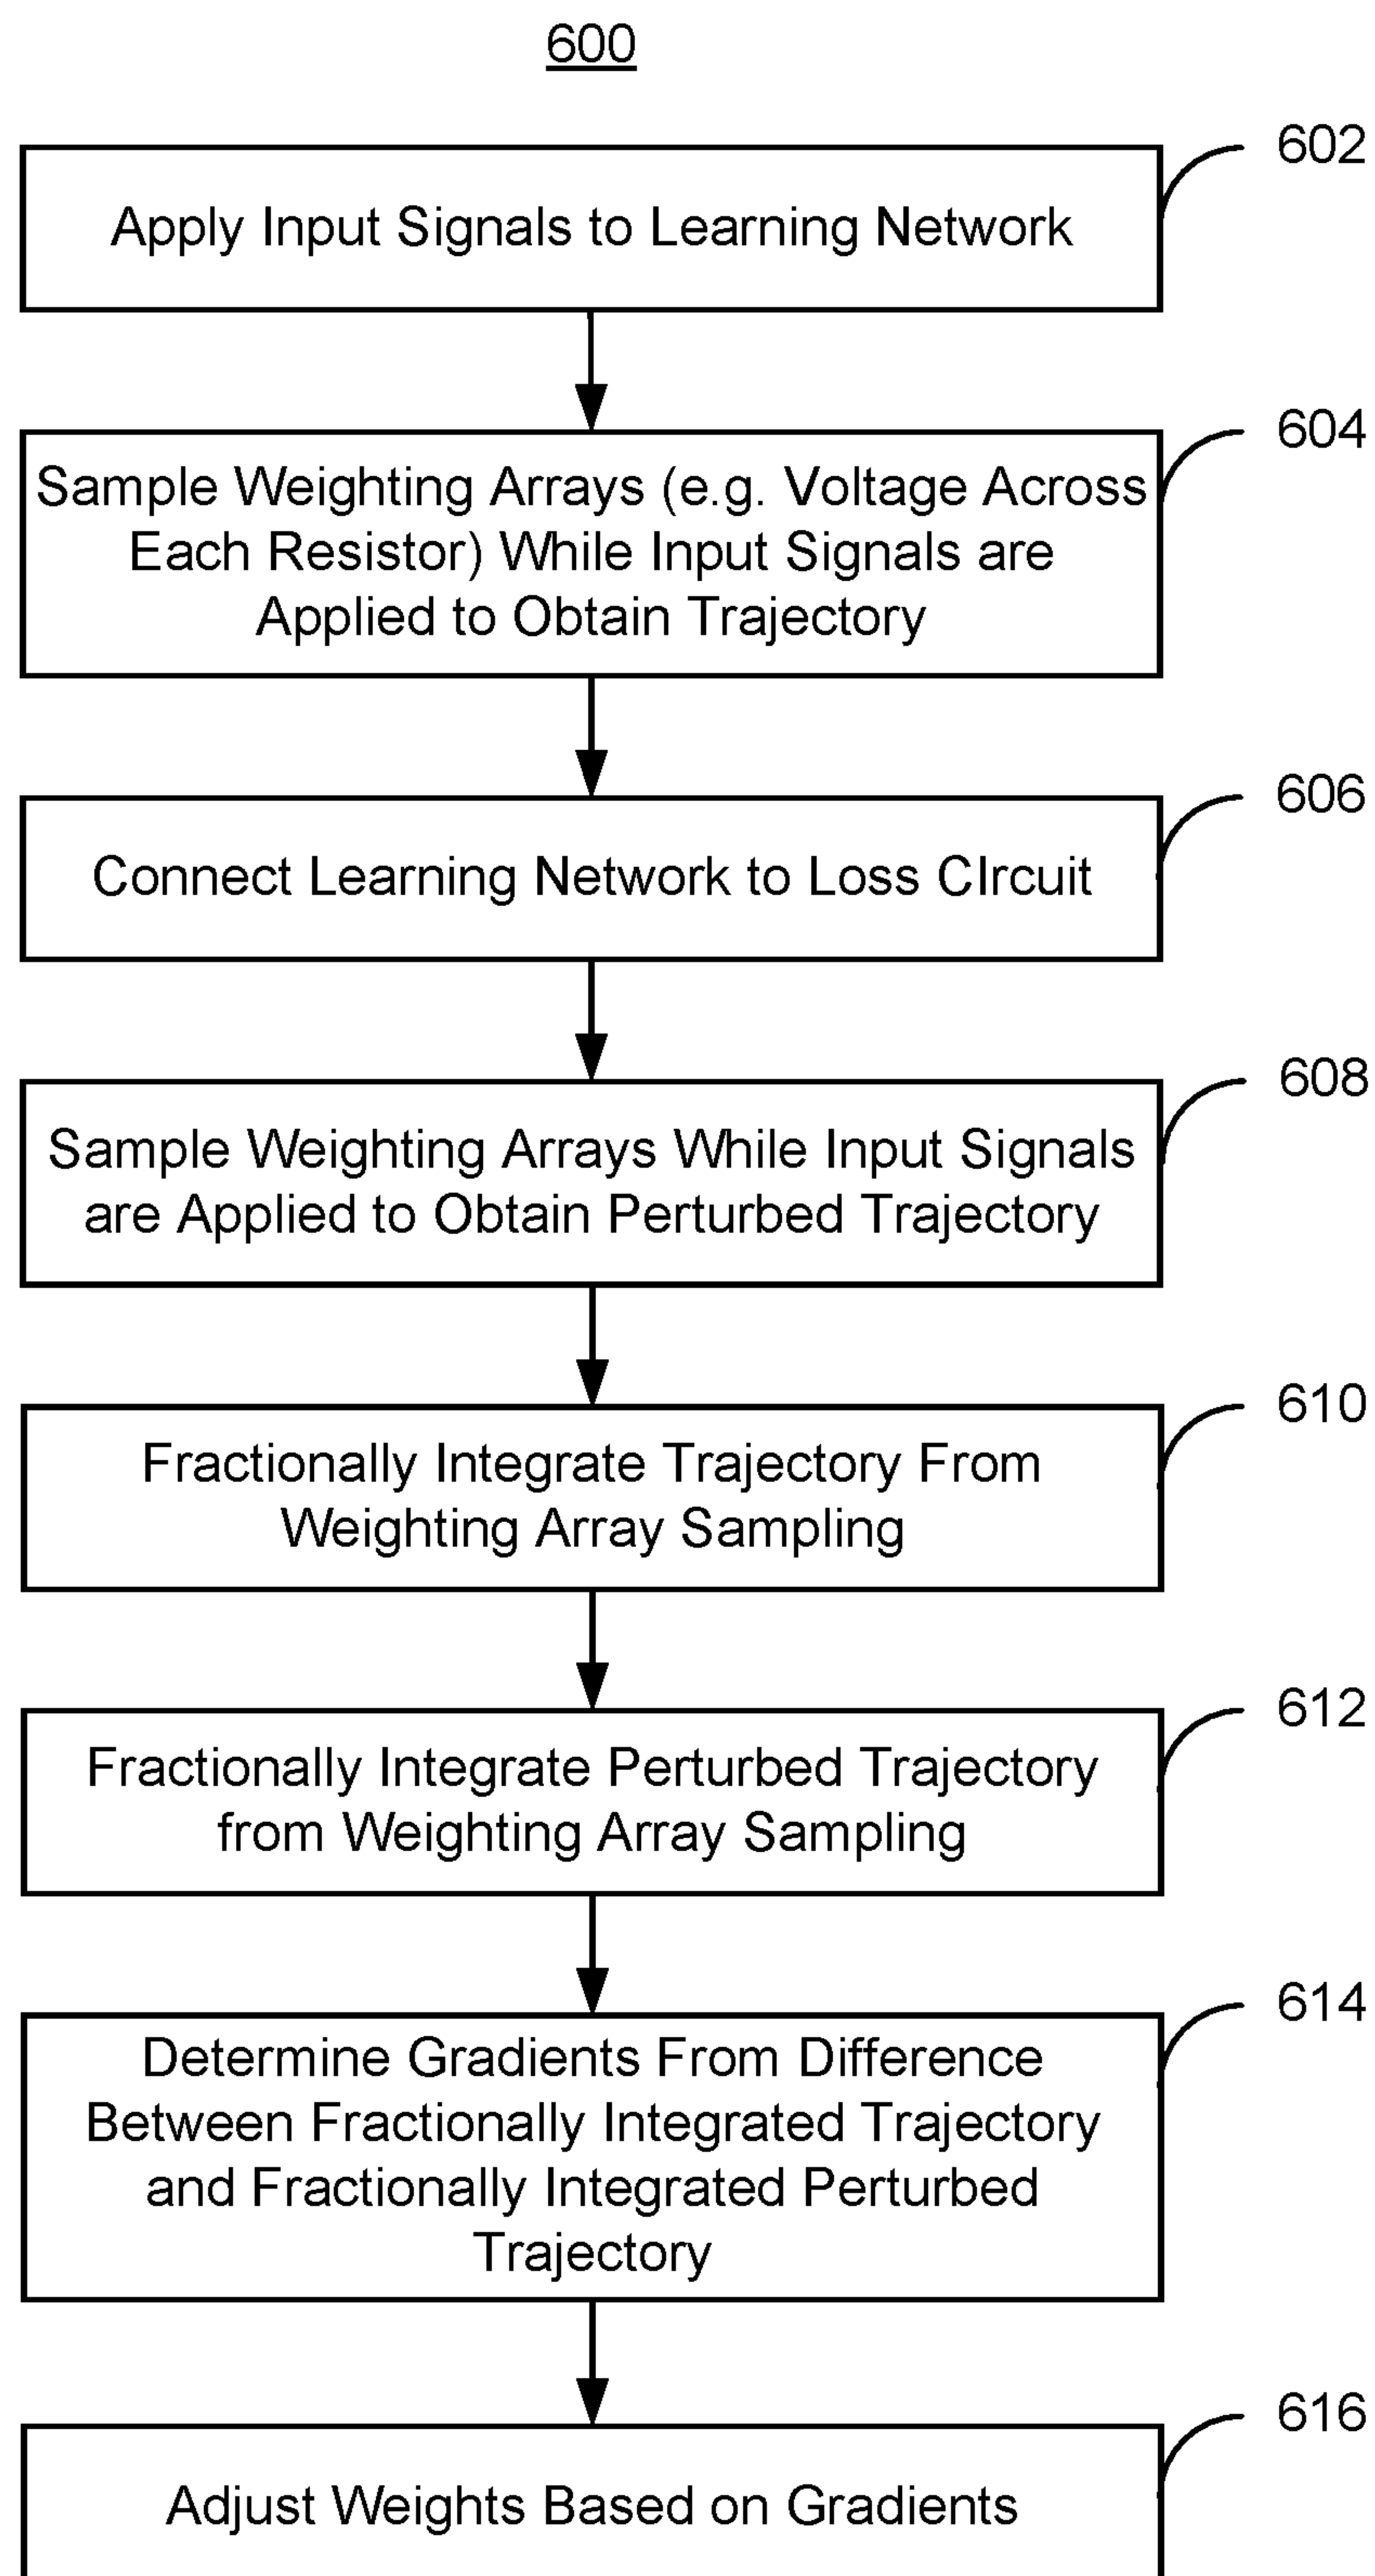 600
602
Apply Input Signals to Learning Network
604
Sample Weighting Arrays (e.g. Voltage Across
Each Resistor) While Input Signals are
Applied to Obtain Trajectory
606
Connect Learning Network to Loss CIrcuit
608
Sample Weighting Arrays While Input Signals
are Applied to Obtain Perturbed Trajectory
610
Fractionally Integrate Trajectory From
Weighting Array Sampling
612
Fractionally Integrate Perturbed Trajectory
from Weighting Array Sampling
614
Determine Gradients From Difference
Between Fractionally Integrated Trajectory
and Fractionally Integrated Perturbed
Trajectory
616
Adjust Weights Based on Gradients